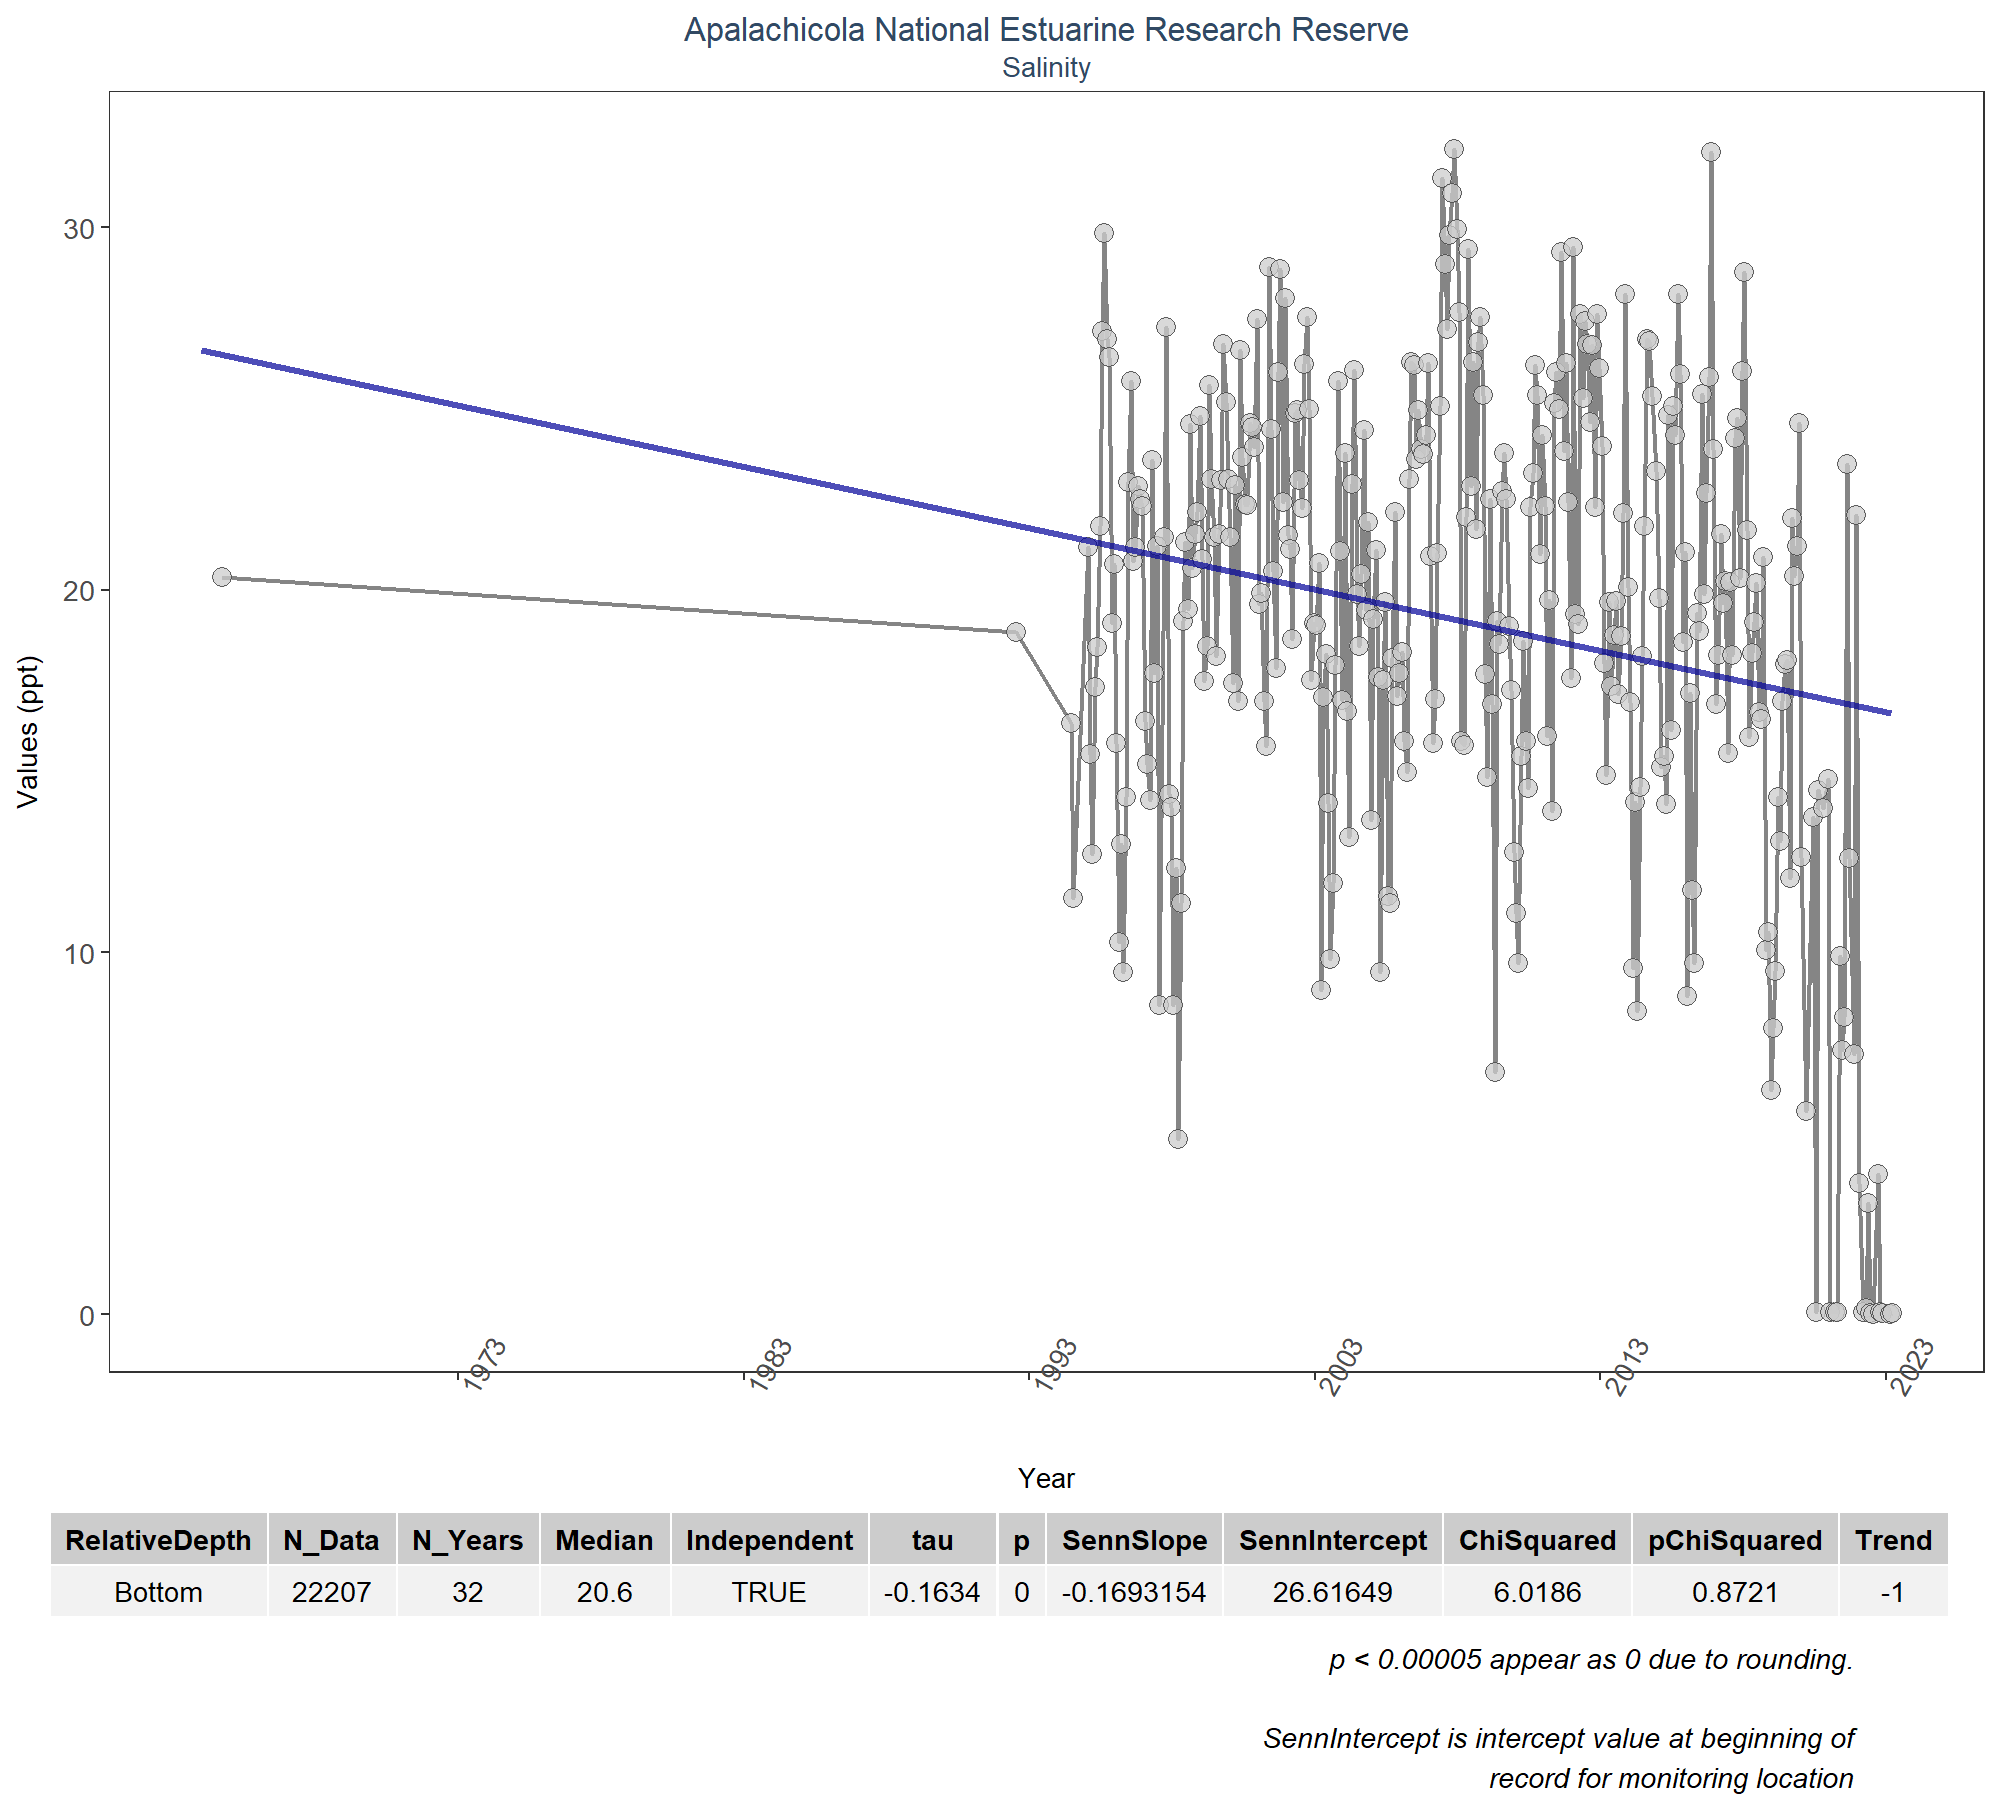 Apalachicola National Estuarine Research Reserve
Salinity
Values (ppt)
30
20
10
0
1973 1983 1993 2003 2013 2023
Year
RelativeDepth N_Data N_Years Median Independent tau p SennSlope SennIntercept ChiSquared pChiSquared Trend
Bottom 22207 32 20.6 TRUE -0.1634 0 -0.1693154 26.61649 6.0186 0.8721 -1
p < 0.00005 appear as 0 due to rounding.
SennIntercept is intercept value at beginning of
record for monitoring location